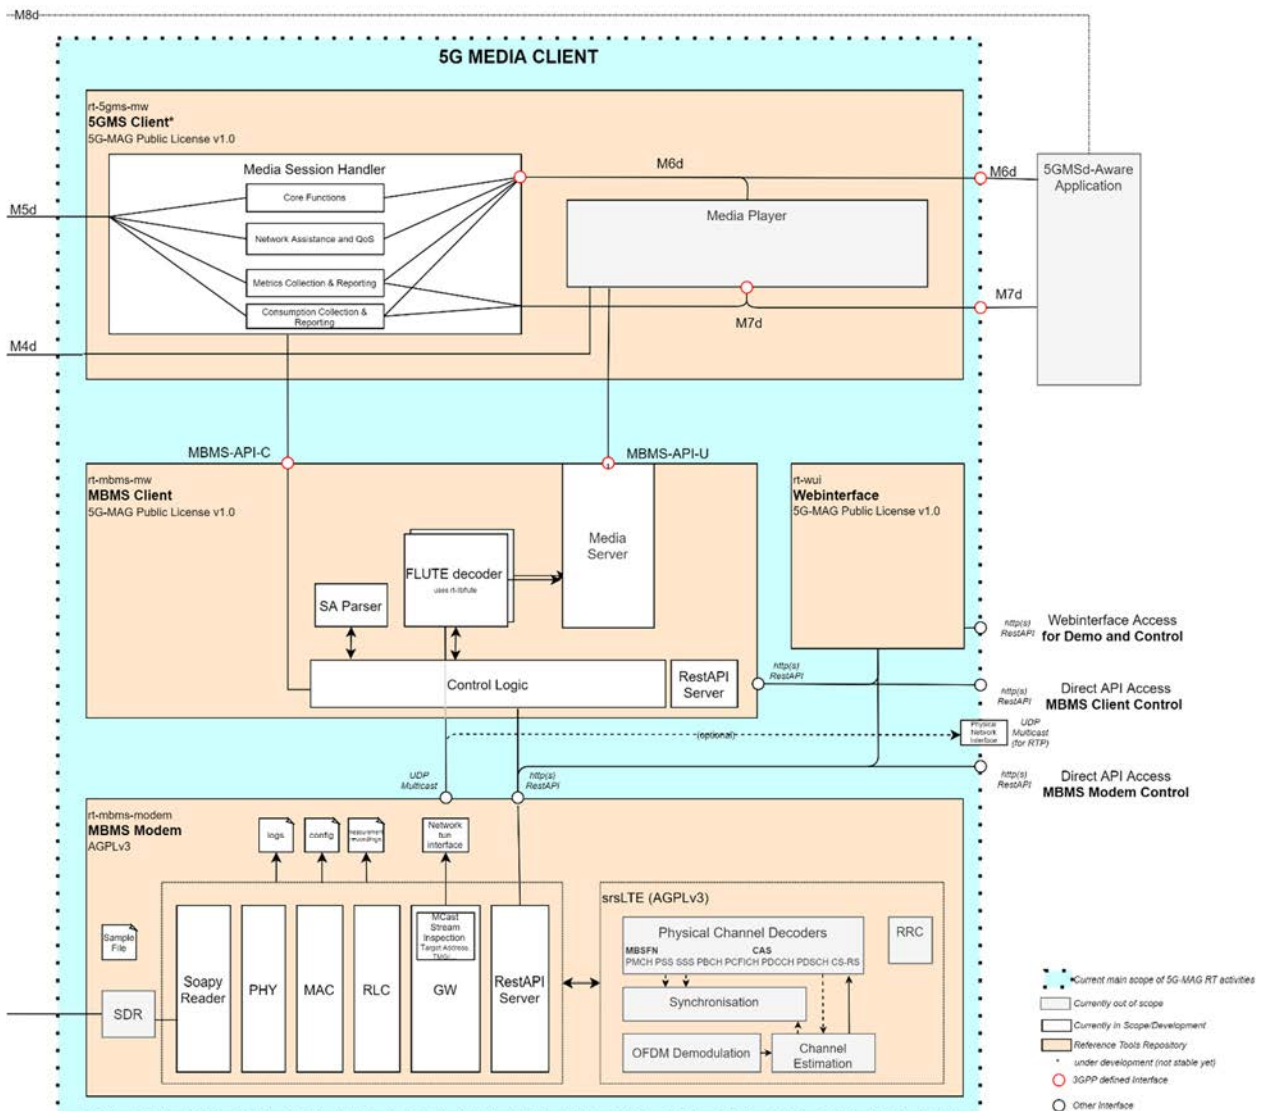 M8d
5G MEDIA CLIENT
rt-5gms-mw
5GMS Client*
5G-MAG Public License v1.0
Media Session Handler
Core Functions
Network Assistance and QoS
Metrics Collection & Reporting
Consumption Collection &
Reporting
M6d
Media Player
M7d
M6d
M7d
5GMSd-Aware
Application
M5d
M4d
MBMS-API-C
MBMS-API-U
rt-mbms-mw
MBMS Client
5G-MAG Public License v1.0
Media
Server
FLUTE decoder
uses rt-libflute
SA Parser
Control Logic
RestAPI
Server
rt-wui
Webinterface
5G-MAG Public License v1.0
http(s)
RestAPI
http(s)
RestAPI
Webinterface Access
for Demo and Control
http(s)
RestAPI
Direct API Access
MBMS Client Control
(optional)
Physical
Network
Interface
UDP
Multicast
(for RTP)
http(s)
RestAPI
Direct API Access
MBMS Modem Control
UDP
Multicast
http(s)
RestAPI
rt-mbms-modem
MBMS Modem
AGPLv3
logs
config
Network
tun
interface
Sample
File
SDR
Soapy
Reader
PHY
MAC
RLC
MCast
Stream
Inspection
Target Address
GW
RestAPI
Server
srsLTE (AGPLv3)
Physical Channel Decoders
MBSFN CAS
PMCH PSS SSS PBCH PCFICH PDCCH PDSCH CS-RS
RRC
Synchronisation
OFDM Demodulation
Channel
Estimation
Current main scope of 5G-MAG RT activities
Currently out of scope
Currently in Scope/Development
Reference Tools Repository
* under development (not stable yet)
3GPP defined Interface
Other Interface